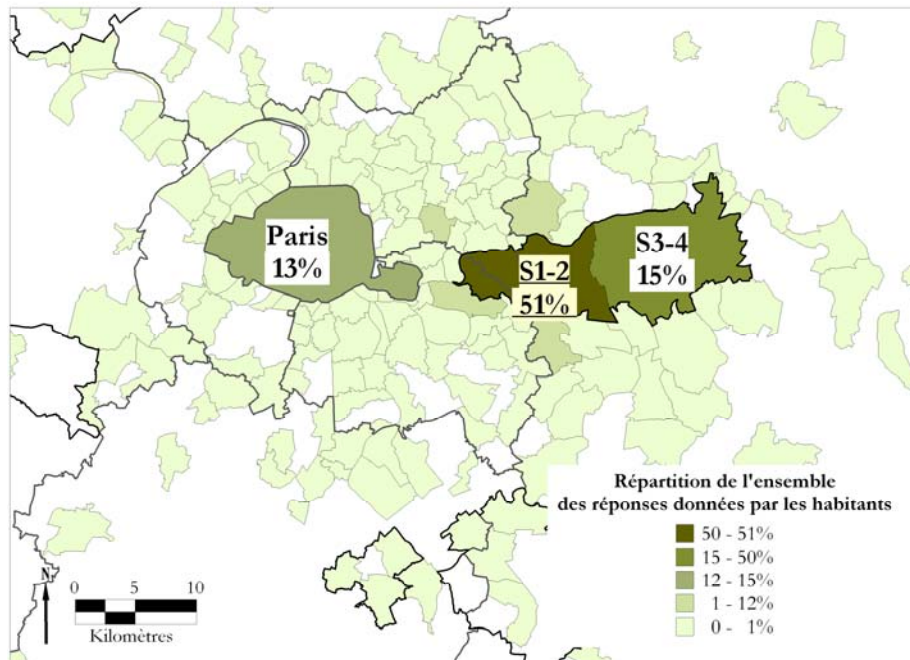 Paris
13%
S1-2
51%
S3-4
15%
Répartition de l'ensemble
des réponses données par les habitants
50 - 51%
15 - 50%
12 - 15%
1 - 12%
0 - 1%
N
0 5 10
Kilomètres